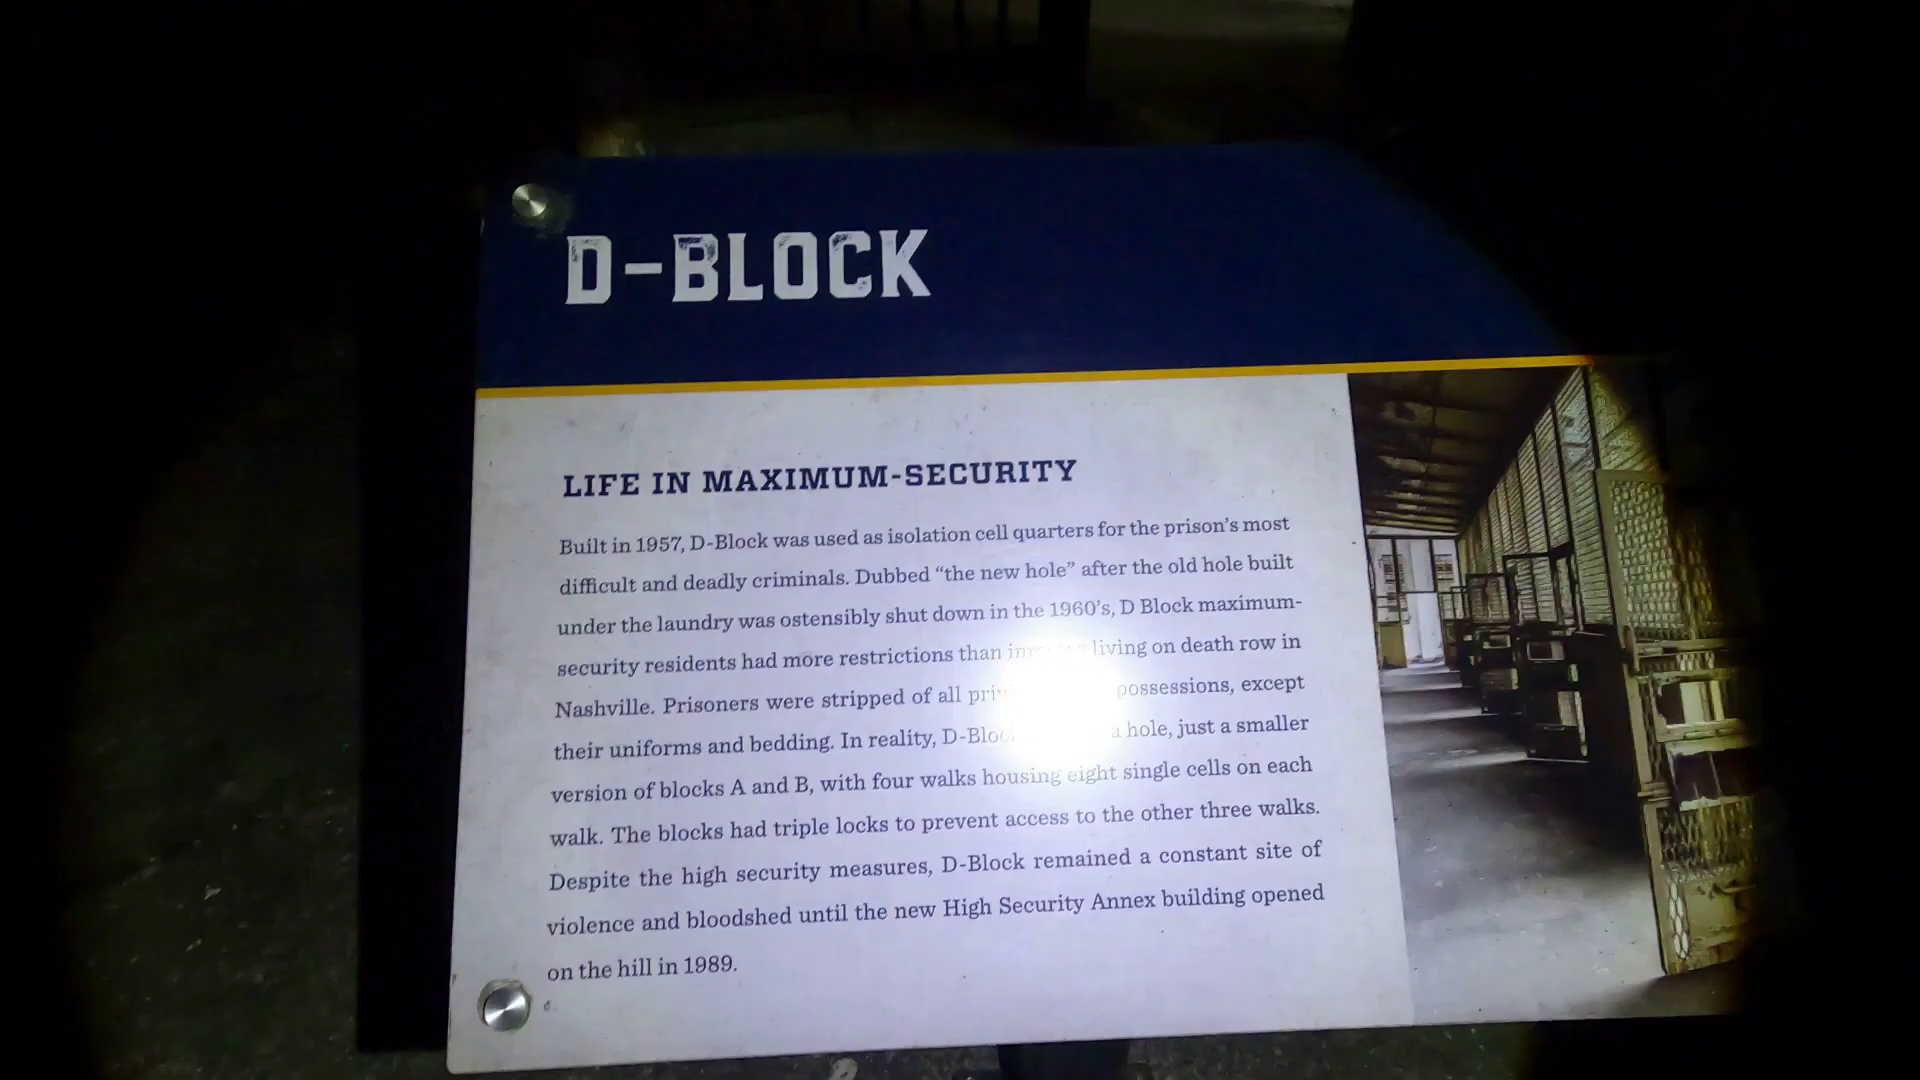 D-BLOCK
LIFE IN MAXIMUM-SECURITY
Built in 1957, D-Block was used as isolation cell quarters for the prison's most
difficult and deadly criminals. Dubbed “the new hole” after the old hole built
under the laundry was ostensibly shut down in the 1960's, D Block maximum-
security residents had more restrictions than living on death row in
Nashville. Prisoners were stripped of all possessions, except
their uniforms and bedding. In reality, D-Block a hole, just a smaller
version of blocks A and B, with four walks housing eight single cells on each
walk. The blocks had triple locks to prevent access to the other three walks.
Despite the high security measures, D-Block remained a constant site of
violence and bloodshed until the new High Security Annex building opened
on the hill in 1989.